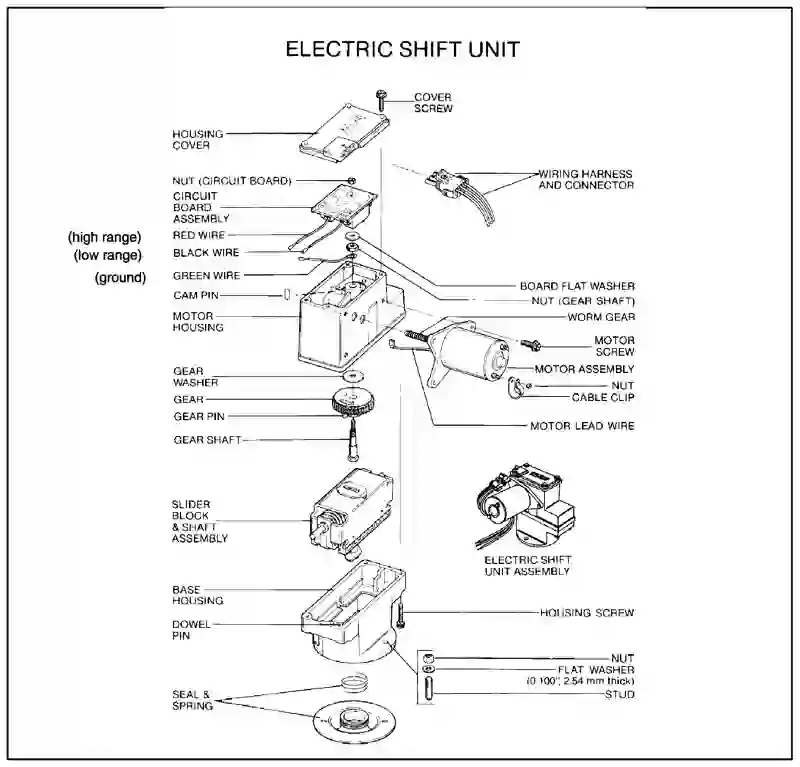 ELECTRIC SHIFT UNIT
COVER
SCREW
HOUSING
COVER
WIRING HARNESS
AND CONNECTOR
NUT (CIRCUIT BOARD)
CIRCUIT
BOARD
ASSEMBLY
(high range)
RED WIRE
(low range)
BLACK WIRE
(ground)
GREEN WIRE
BOARD FLAT WASHER
CAM PIN
NUT (GEAR SHAFT)
MOTOR
HOUSING
WORM GEAR
MOTOR
SCREW
GEAR
WASHER
MOTOR ASSEMBLY
NUT
GEAR
CABLE CLIP
GEAR PIN
MOTOR LEAD WIRE
GEAR SHAFT
SLIDER
BLOCK
& SHAFT
ASSEMBLY
ELECTRIC SHIFT
UNIT ASSEMBLY
BASE
HOUSING
HOUSING SCREW
DOWEL
PIN
NUT
FLAT WASHER
(0 100", 2.54 mm thick)
STUD
SEAL &
SPRING